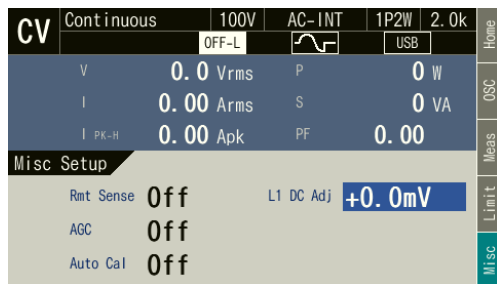 CV Continuous 100V AC-INT 1P2W 2.0k
OFF-L USB
V 0.0 Vrms P 0 W
I 0.00 Arms S 0 VA
I PK-H 0.00 Apk PF 0.00
Misc Setup
Rmt Sense Off L1 DC Adj +0.0mV
AGC Off
Auto Cal Off
Home
OSC
Meas
Limit
Misc